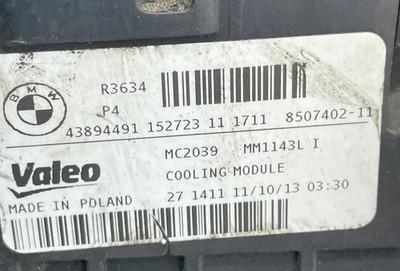 BMW
R3634
P4
43894491 152723 11 1711 8507402-11
Valeo MC2039 MM1143L I
COOLING MODULE
MADE IN POLAND 27 1411 11/10/13 03:30